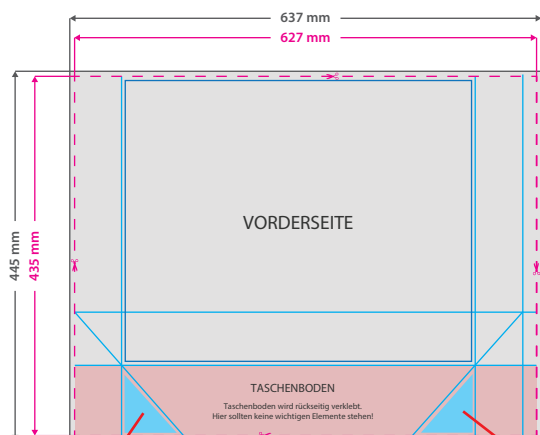 637 mm
627 mm
445 mm
435 mm
VORDERSEITE
TASCHENBODEN
Taschenboden wird rückseitig verklebt.
Hier sollten keine wichtigen Elemente stehen!